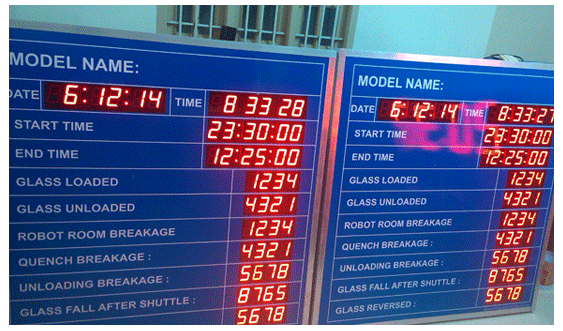 MODEL NAME:
DATE 6:12:14 TIME 8 33 28
START TIME 23:30:00
END TIME 12:25:00
GLASS LOADED 1234
GLASS UNLOADED 4321
ROBOT ROOM BREAKAGE 1234
QUENCH BREAKAGE : 4321
UNLOADING BREAKAGE : 5678
GLASS FALL AFTER SHUTTLE : 8765
5678
MODEL NAME:
DATE 6:12:14 TIME 8:33:27
START TIME 23:30:00
END TIME 12:25:00
GLASS LOADED 1234
GLASS UNLOADED 4321
ROBOT ROOM BREAKAGE 1234
QUENCH BREAKAGE : 4321
UNLOADING BREAKAGE : 5678
GLASS FALL AFTER SHUTTLE : 8765
GLASS REVERSED : 5678